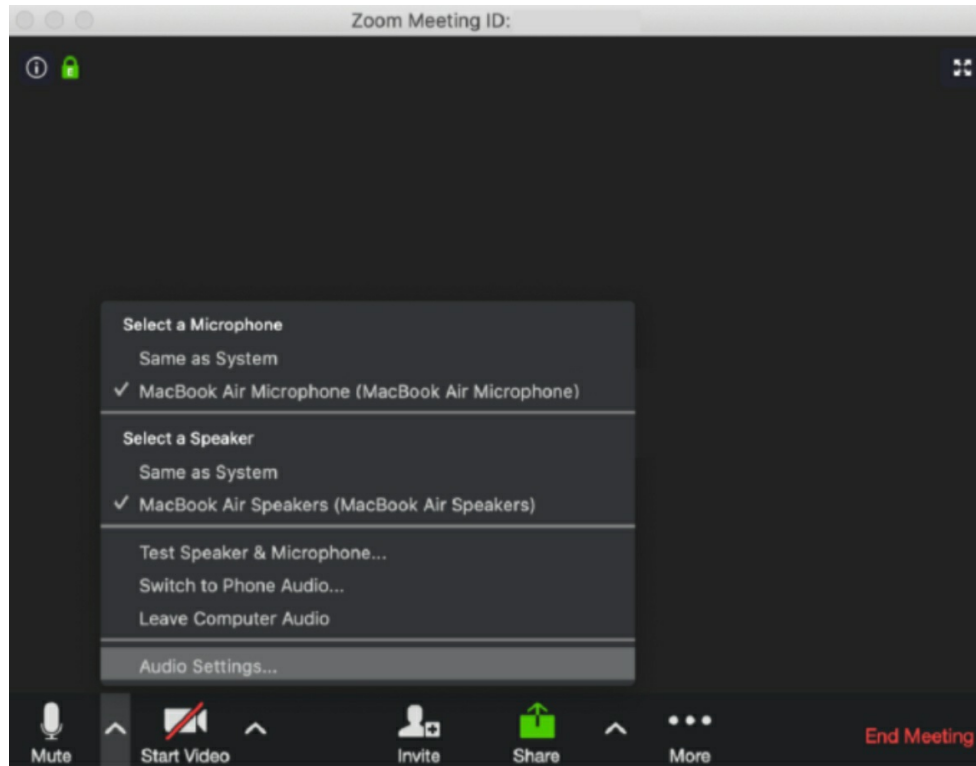 Zoom Meeting ID:
Select a Microphone
Same as System
✓ MacBook Air Microphone (MacBook Air Microphone)
Select a Speaker
Same as System
✓ MacBook Air Speakers (MacBook Air Speakers)
Test Speaker & Microphone...
Switch to Phone Audio...
Leave Computer Audio
Audio Settings...
Mute Start Video Invite Share More End Meeting